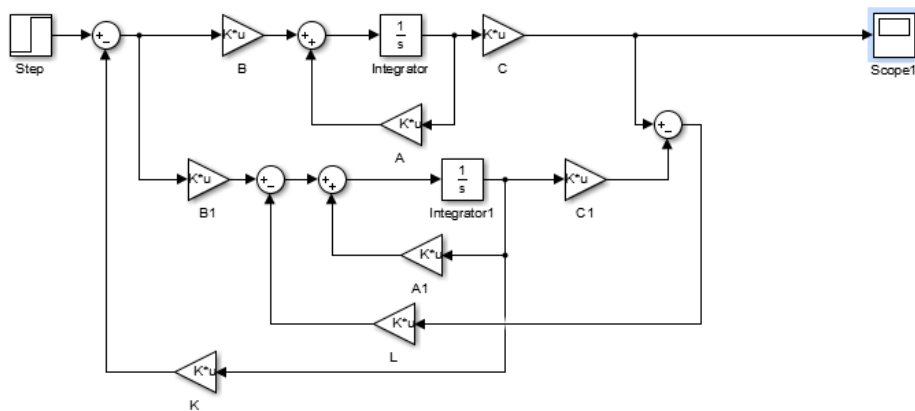 Step
K*u
B
1
s
Integrator
K*u
C
Scope1
K*u
A
K*u
B1
1
s
Integrator1
K*u
C1
K*u
A1
K*u
L
K*u
K